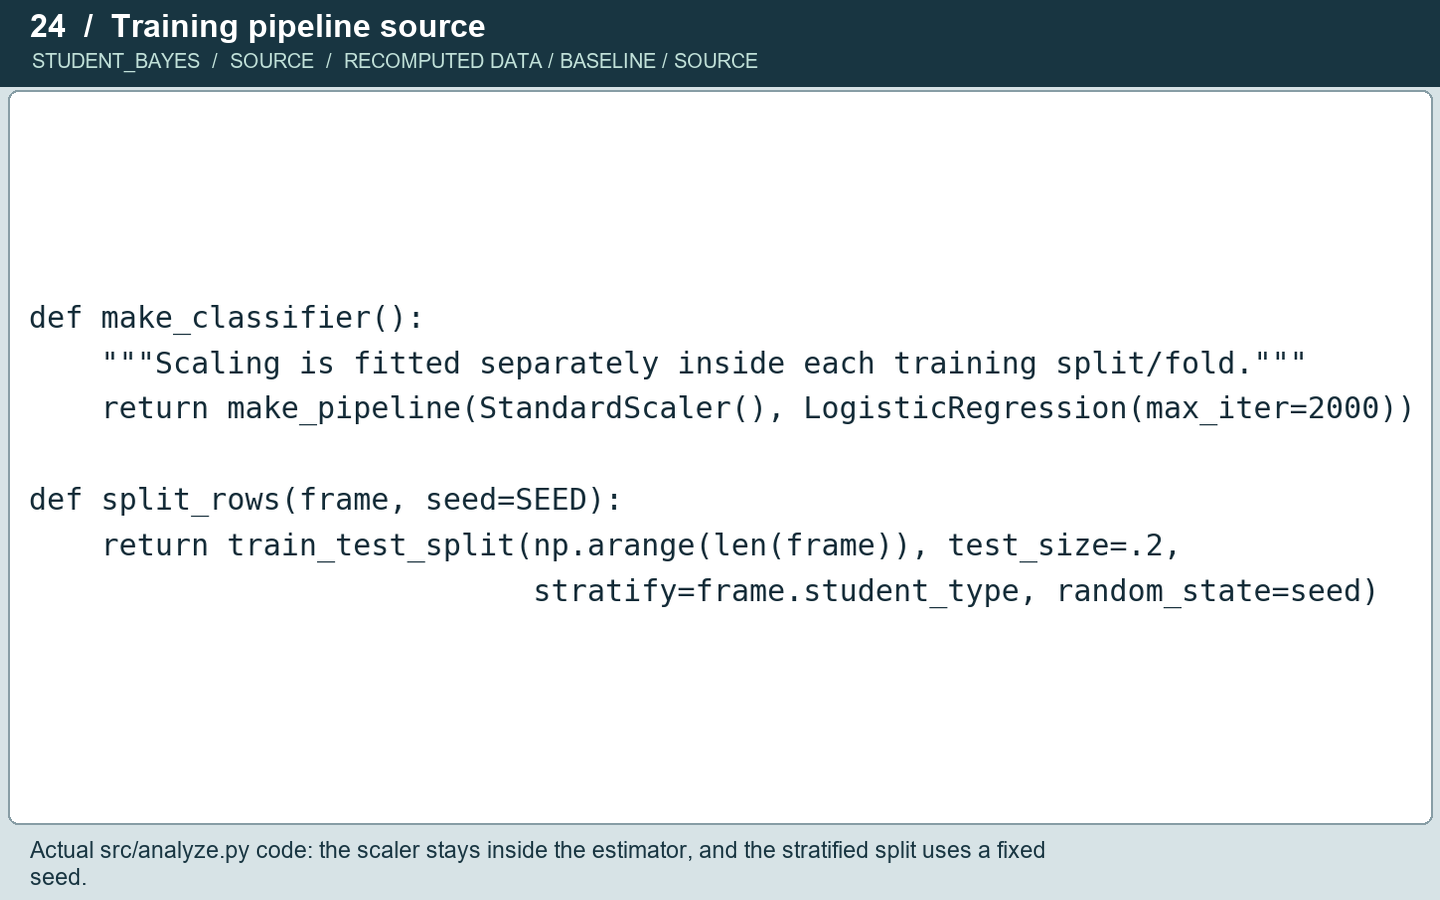 24 / Training pipeline source
STUDENT_BAYES / SOURCE / RECOMPUTED DATA / BASELINE / SOURCE
def make_classifier():
    """Scaling is fitted separately inside each training split/fold."""
    return make_pipeline(StandardScaler(), LogisticRegression(max_iter=2000))
def split_rows(frame, seed=SEED):
    return train_test_split(np.arange(len(frame)), test_size=.2,
                            stratify=frame.student_type, random_state=seed)
Actual src/analyze.py code: the scaler stays inside the estimator, and the stratified split uses a fixed
seed.